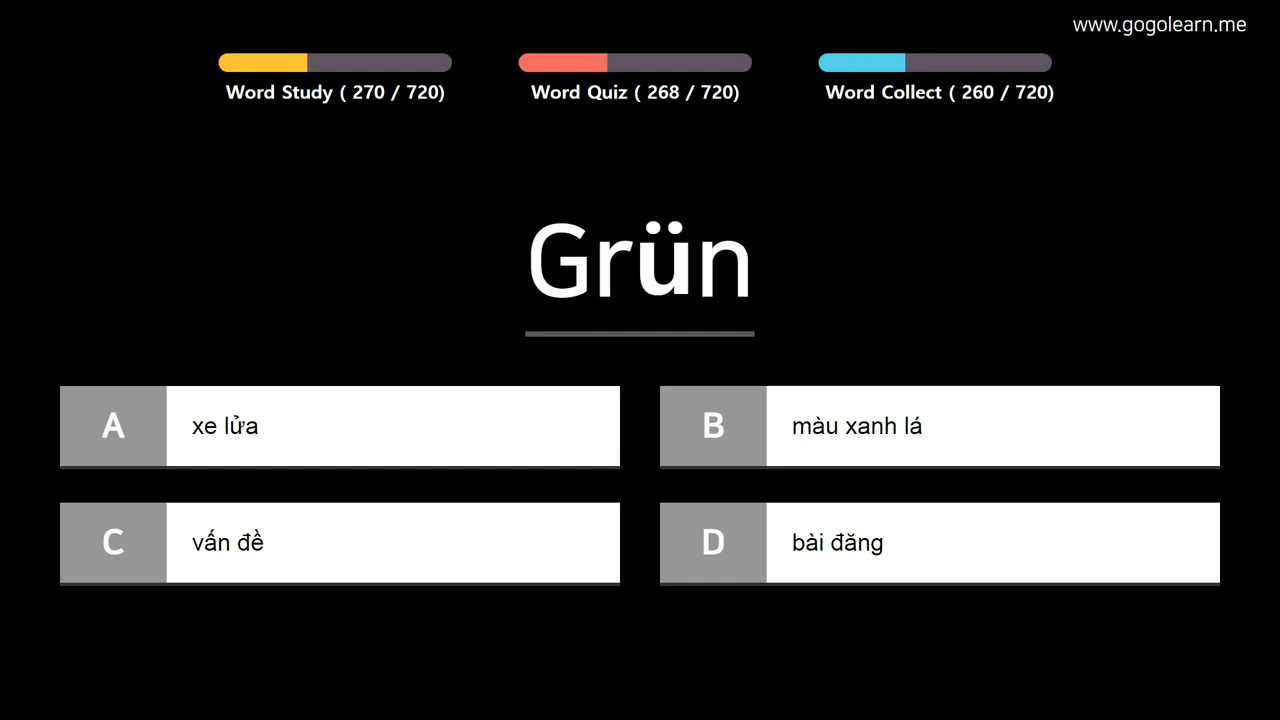 www.gogolearn.me
Word Study ( 270 / 720)
Word Quiz ( 268 / 720)
Word Collect ( 260 / 720)
Grün
A
xe lửa
B
màu xanh lá
C
vấn đề
D
bài đăng